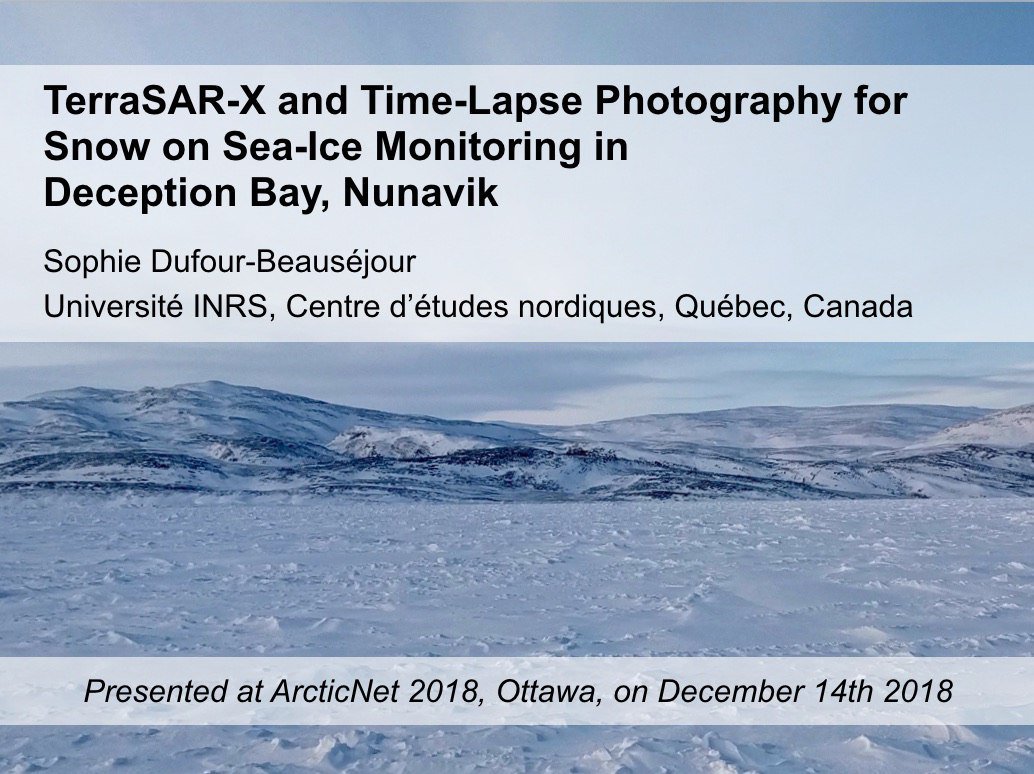 TerraSAR-X and Time-Lapse Photography for
Snow on Sea-Ice Monitoring in
Deception Bay, Nunavik
Sophie Dufour-Beauséjour
Université INRS, Centre d’études nordiques, Québec, Canada
Presented at ArcticNet 2018, Ottawa, on December 14th 2018